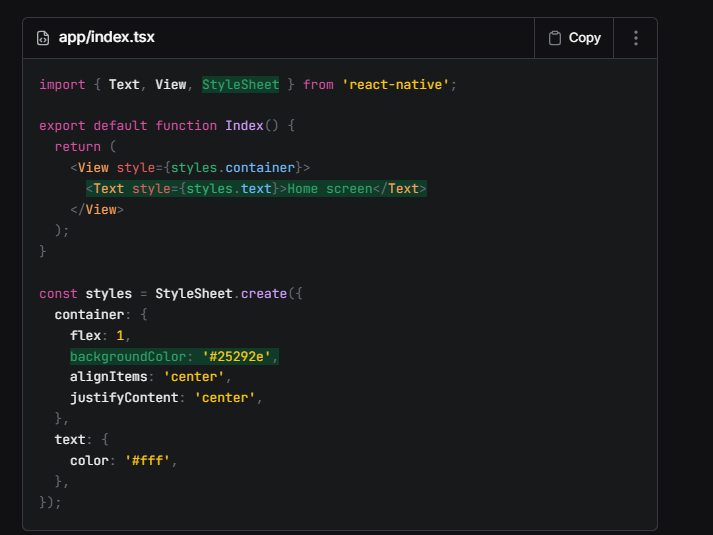 app/index.tsx
Copy
import { Text, View, StyleSheet } from 'react-native';
export default function Index() {
return (
<View style={styles.container}>
<Text style={styles.text}>Home screen</Text>
</View>
);
}
const styles = StyleSheet.create({
container: {
flex: 1,
backgroundColor: '#25292e',
alignItems: 'center',
justifyContent: 'center',
},
text: {
color: '#fff',
},
});